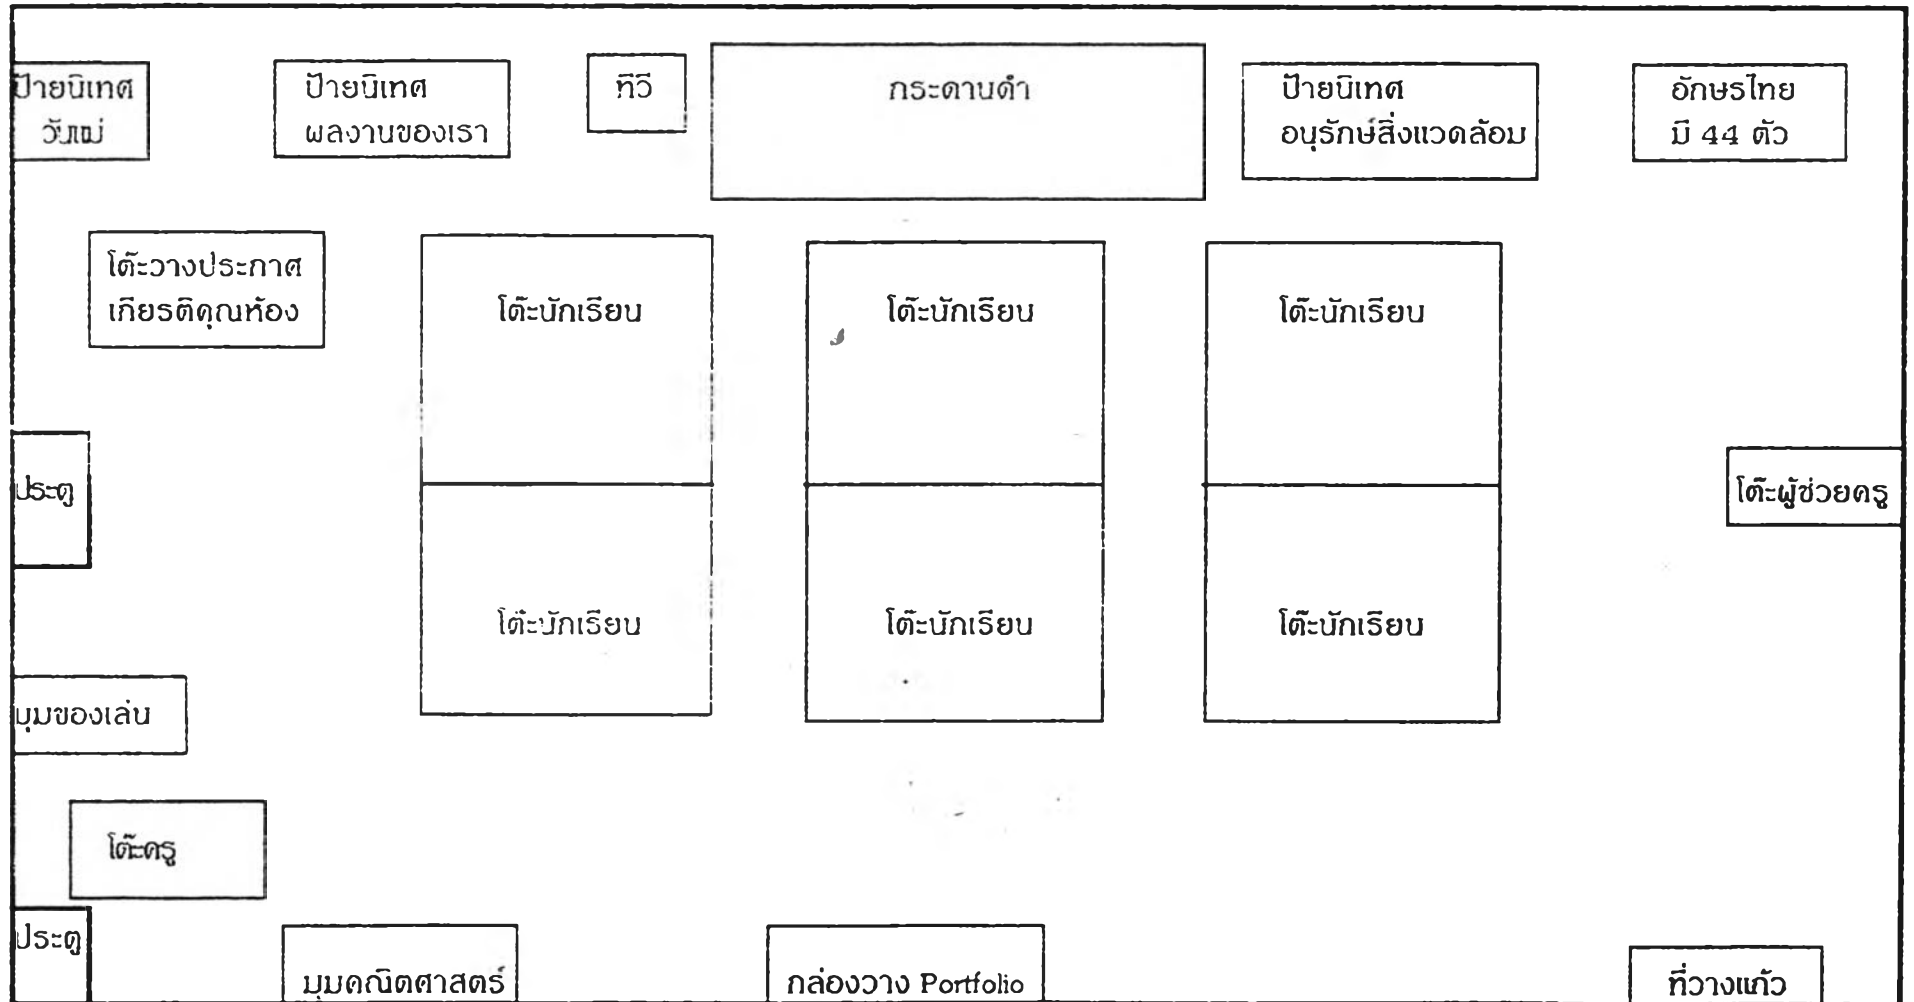 ป้ายนิเทศ
วันแม่
ป้ายนิเทศ
ผลงานของเรา
ทีวี
กระดานดำ
ป้ายนิเทศ
อนุรักษ์สิ่งแวดล้อม
อักษรไทย
มี 44 ตัว
โต๊ะวางประกาศ
เกียรติคุณห้อง
โต๊ะนักเรียน
โต๊ะนักเรียน
โต๊ะนักเรียน
ประตู
โต๊ะผู้ช่วยครู
โต๊ะนักเรียน
โต๊ะนักเรียน
โต๊ะนักเรียน
มุมของเล่น
โต๊ะครู
ประตู
มุมคณิตศาสตร์
กล่องวาง Portfolio
ที่วางแก้ว